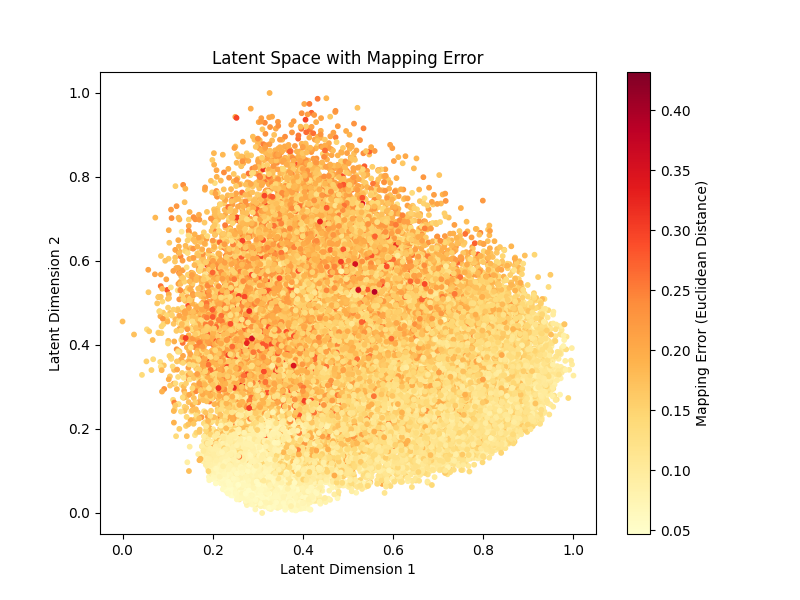 Latent Space with Mapping Error
1.0
0.8
0.6
0.4
0.2
0.0
Latent Dimension 2
0.0 0.2 0.4 0.6 0.8 1.0
Latent Dimension 1
0.40
0.35
0.30
0.25
0.20
0.15
0.10
0.05
Mapping Error (Euclidean Distance)